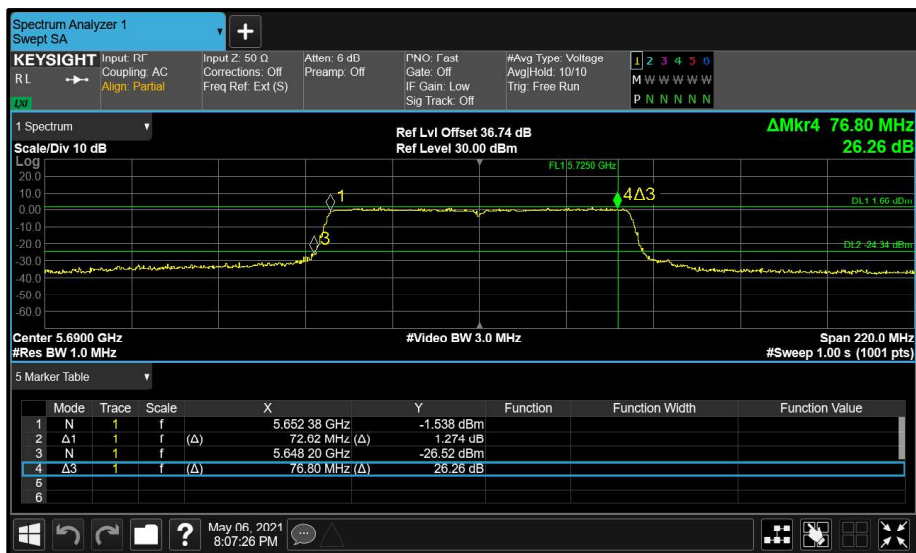 Spectrum Analyzer 1
Swept SA
+
KEYSIGHT Input: RF Input Z: 50 Ω Atten: 6 dB PNO: Fast #Avg Type: Voltage 1 2 3 4 5 6
RL Coupling: AC Corrections: Off Preamp: Off Gate: Off Avg|Hold: 10/10 M W W W W W
Align: Partial Freq Ref: Ext (S) IF Gain: Low Trig: Free Run
LXI Sig Track: Off P N N N N N
1 Spectrum Ref Lvl Offset 36.74 dB ΔMkr4 76.80 MHz
Scale/Div 10 dB Ref Level 30.00 dBm 26.26 dB
Log
FL1 5.7250 GHz
20.0
10.0
1 4Δ3
DL1 1.66 dBm
0.00
-10.0
-20.0
3
DL2 -24.34 dBm
-30.0
-40.0
-50.0
-60.0
Center 5.6900 GHz #Video BW 3.0 MHz Span 220.0 MHz
#Res BW 1.0 MHz #Sweep 1.00 s (1001 pts)
5 Marker Table
Mode Trace Scale X Y Function Function Width Function Value
1 N 1 f 5.652 38 GHz -1.538 dBm
2 Δ1 1 f (Δ) 72.62 MHz (Δ) 1.274 dB
3 N 1 f 5.648 20 GHz -26.52 dBm
4 Δ3 1 f (Δ) 76.80 MHz (Δ) 26.26 dB
5
6
? May 06, 2021
8:07:26 PM